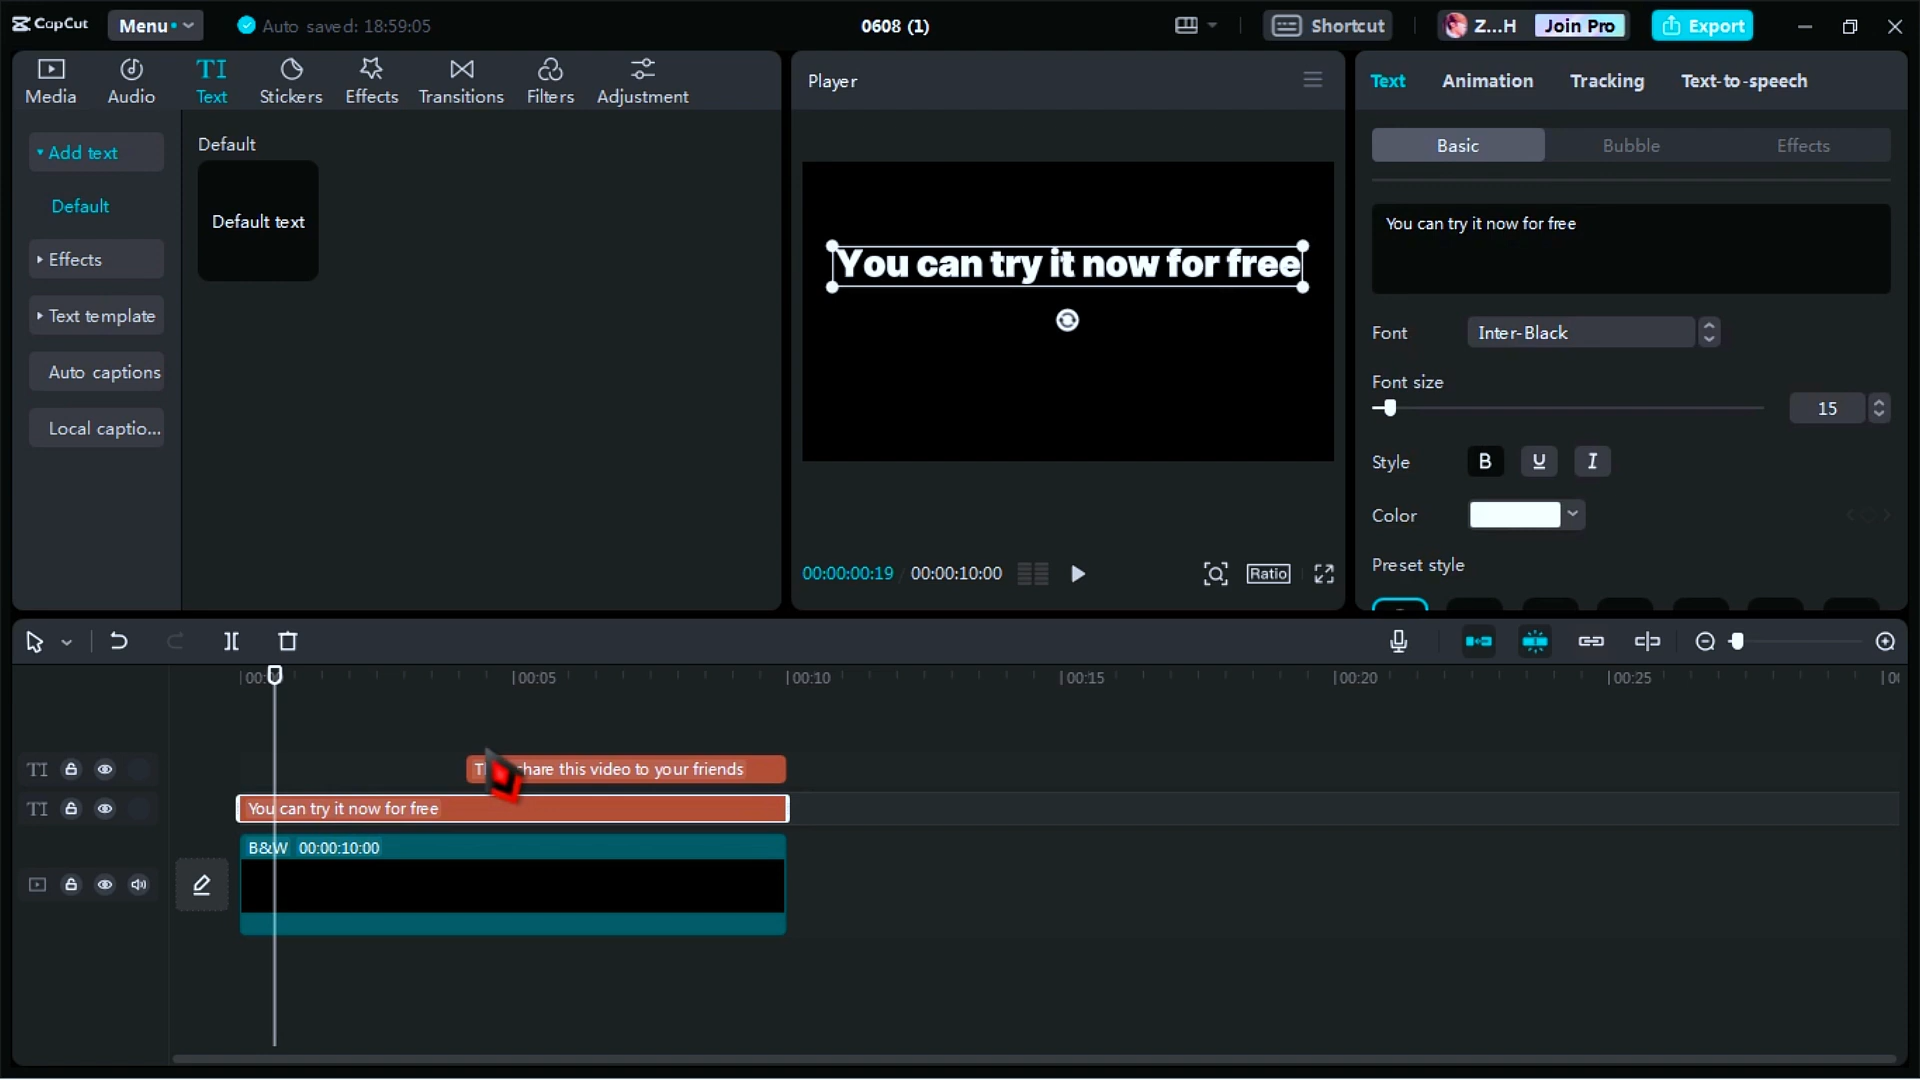 CapCut
Menu
Auto saved: 18:59:05
0608 (1)
Shortcut
Z...H
Join Pro
Export
Media
Audio
TI
Text
Stickers
Effects
Transitions
Filters
Adjustment
Player
Text
Animation
Tracking
Text-to-speech
Add text
Default
Effects
Text template
Auto captions
Local captio...
Default
Default text
You can try it now for free
00:00:00:19 / 00:00:10:00
Ratio
Basic
Bubble
Effects
You can try it now for free
Font
Inter-Black
Font size
15
Style
B
U
I
Color
Preset style
00:05
00:10
00:15
00:20
00:25
TI
share this video to your friends
TI
You can try it now for free
B&W 00:00:10:00